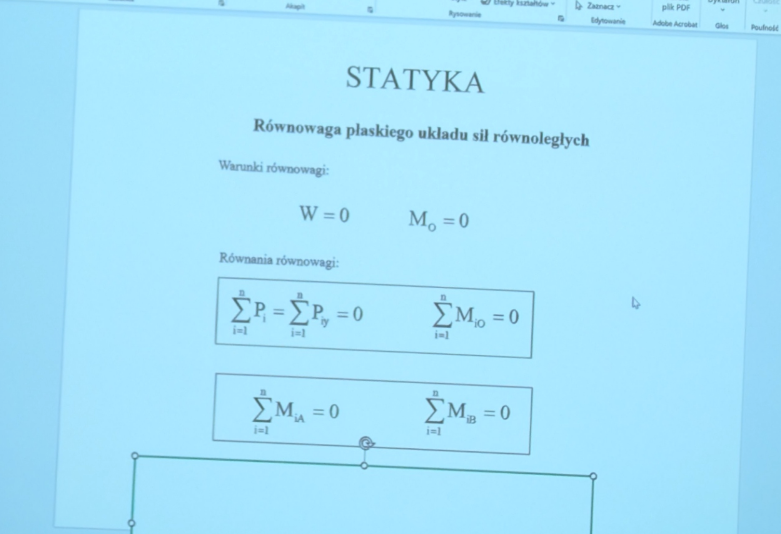 Akapit
Rysowanie
Efekty kształtów
Zaznacz
Edytowanie
plik PDF
Adobe Acrobat
Głos
Poufność
STATYKA
Równowaga płaskiego układu sił równoległych
Warunki równowagi:
W = 0 M_O = 0
Równania równowagi:
\sum_{i=1}^{n} P_i = \sum_{i=1}^{n} P_{iy} = 0 \sum_{i=1}^{n} M_{iO} = 0
\sum_{i=1}^{n} M_{iA} = 0 \sum_{i=1}^{n} M_{iB} = 0